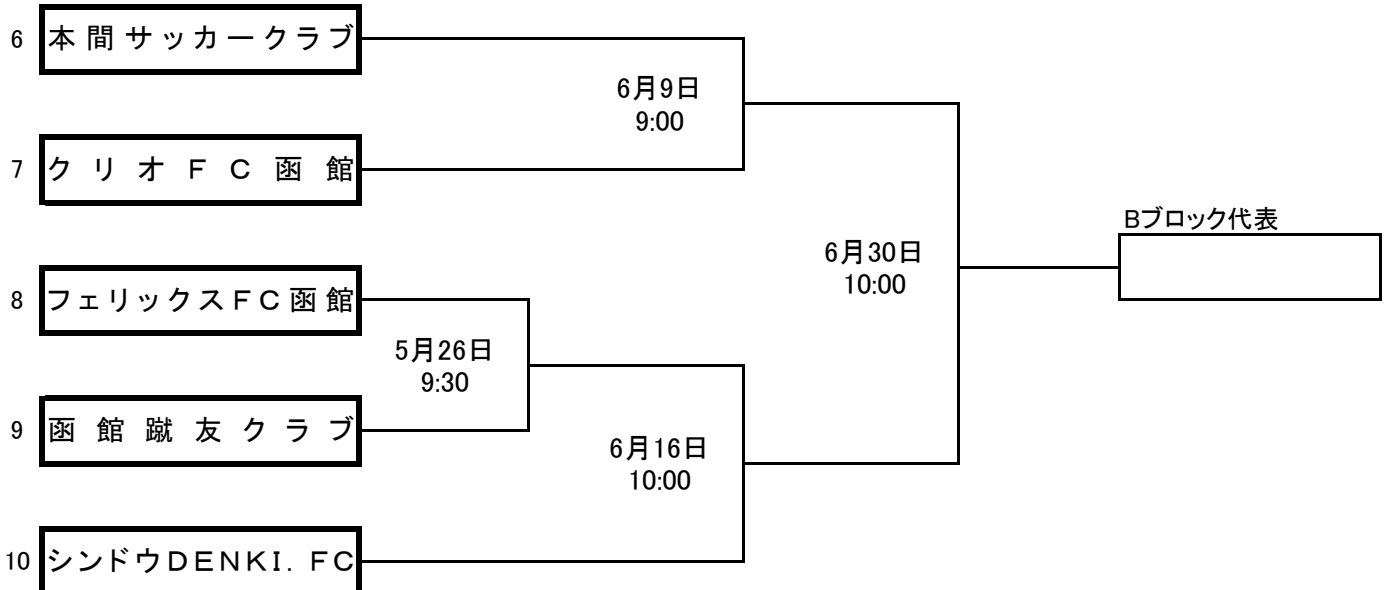 6 本間サッカークラブ
6月9日
9:00
7 クリオFC函館
Bブロック代表
6月30日
10:00
8 フェリックスFC函館
5月26日
9:30
9 函館蹴友クラブ
6月16日
10:00
10 シンドウDENKI. FC